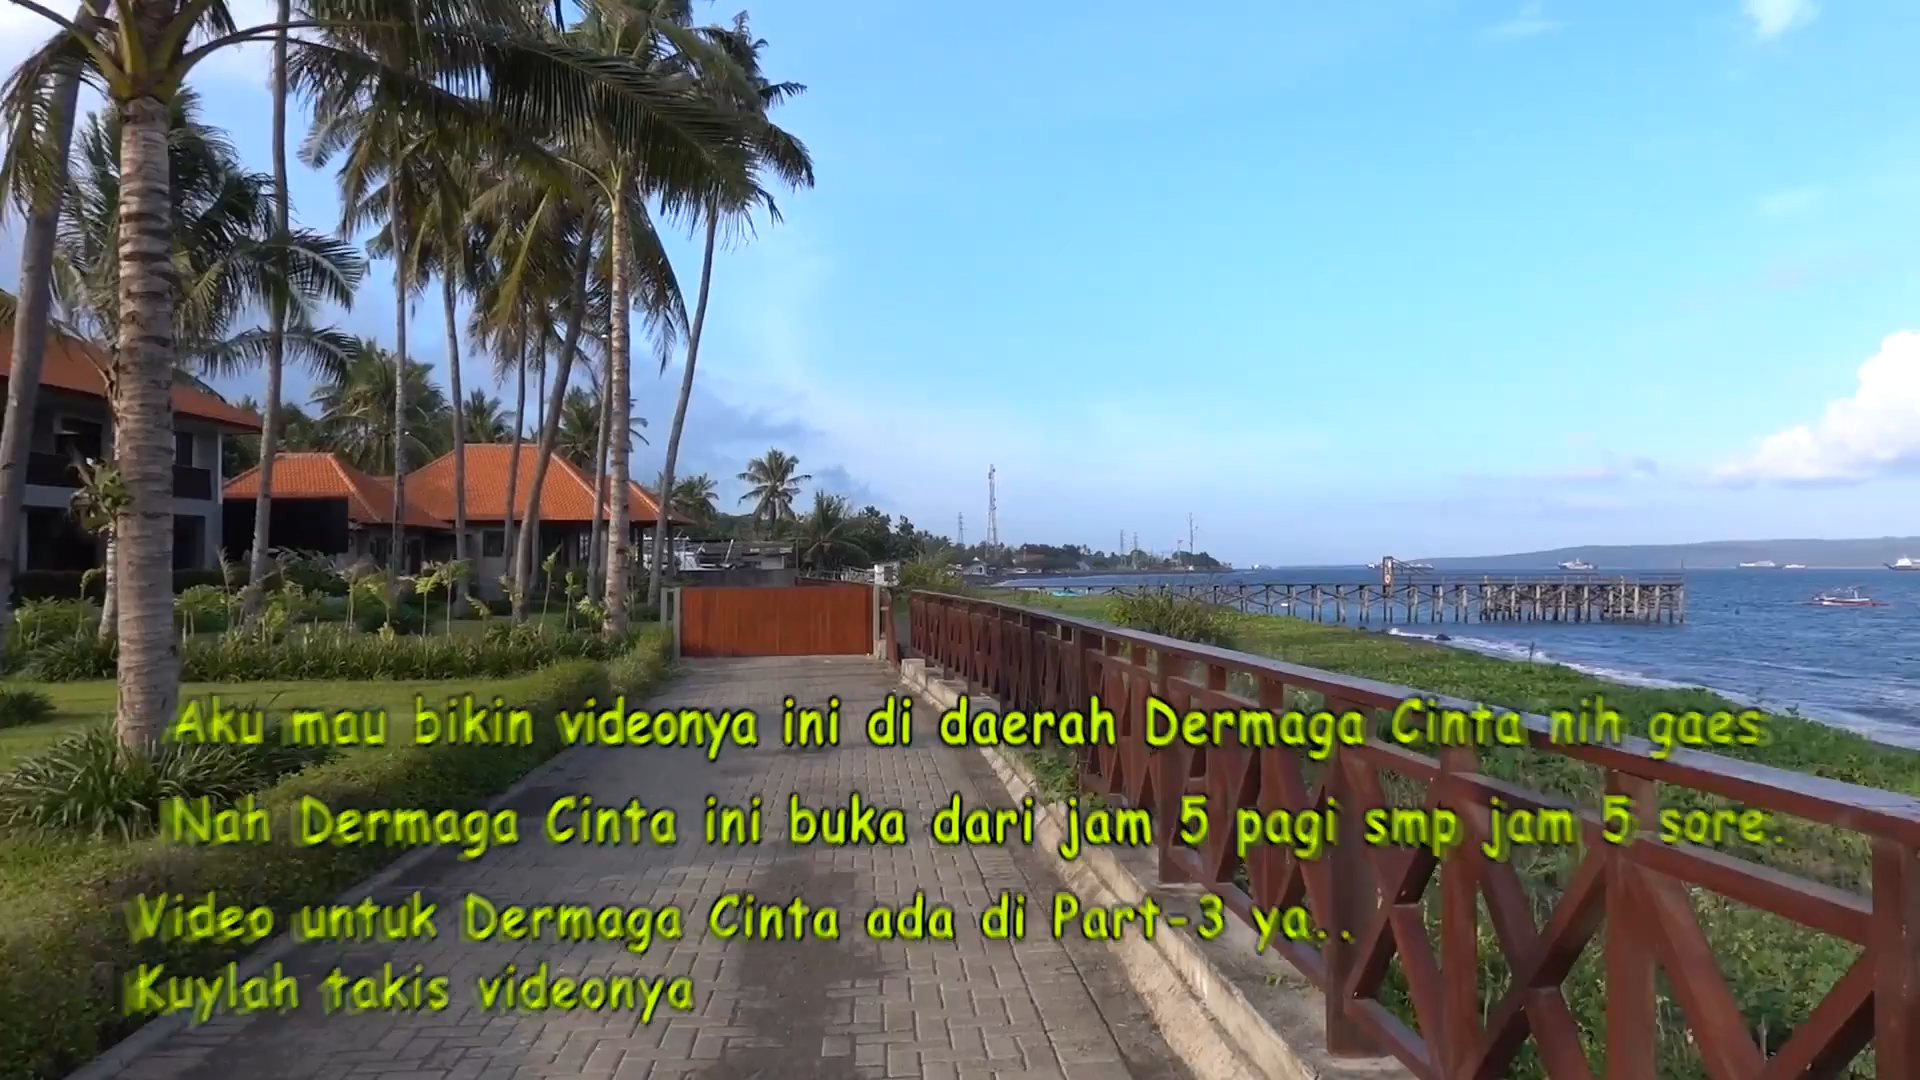 Aku mau bikin videonya ini di daerah Dermaga Cinta nih gaes
Nah Dermaga Cinta ini buka dari jam 5 pagi smp jam 5 sore.
Video untuk Dermaga Cinta ada di Part-3 ya..
Kuylah takis videonya